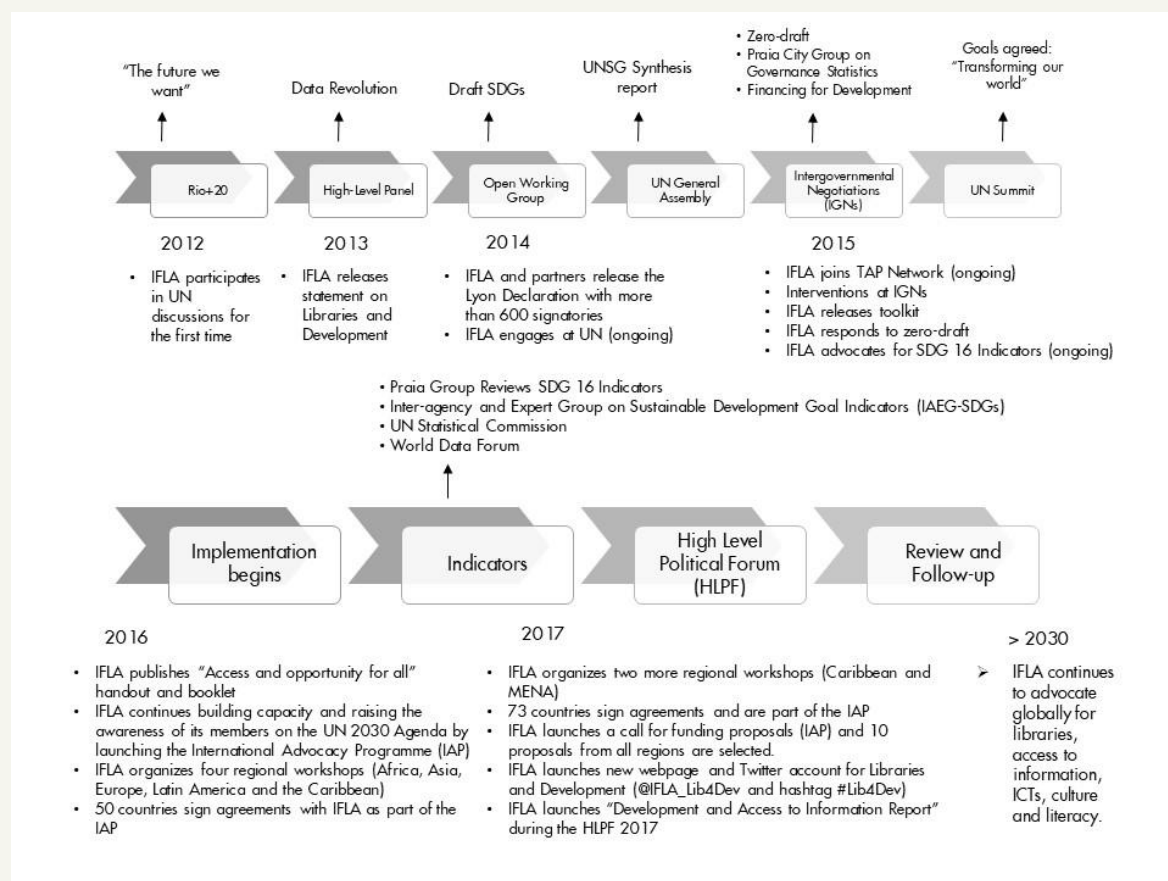 "The future we
want"
Data Revolution
Draft SDGs
UNSG Synthesis
report
• Zero-draft
• Praia City Group on
Governance Statistics
• Financing for Development
Goals agreed:
"Transforming our
world"
Rio+20
High-Level Panel
Open Working
Group
UN General
Assembly
Intergovernmental
Negotiations
(IGNs)
UN Summit
2012
• IFLA participates
in UN
discussions for
the first time
2013
• IFLA releases
statement on
Libraries and
Development
2014
• IFLA and partners release the
Lyon Declaration with more
than 600 signatories
• IFLA engages at UN (ongoing)
2015
• IFLA joins TAP Network (ongoing)
• Interventions at IGNs
• IFLA releases toolkit
• IFLA responds to zero-draft
• IFLA advocates for SDG 16 Indicators (ongoing)
• Praia Group Reviews SDG 16 Indicators
• Inter-agency and Expert Group on Sustainable Development Goal Indicators (IAEG-SDGs)
• UN Statistical Commission
• World Data Forum
Implementation
begins
Indicators
High Level
Political Forum
(HLPF)
Review and
Follow-up
2016
• IFLA publishes "Access and opportunity for all"
handout and booklet
• IFLA continues building capacity and raising the
awareness of its members on the UN 2030 Agenda by
launching the International Advocacy Programme (IAP)
• IFLA organizes four regional workshops (Africa, Asia,
Europe, Latin America and the Caribbean)
• 50 countries sign agreements with IFLA as part of the
IAP
2017
• IFLA organizes two more regional workshops (Caribbean and
MENA)
• 73 countries sign agreements and are part of the IAP
• IFLA launches a call for funding proposals (IAP) and 10
proposals from all regions are selected.
• IFLA launches new webpage and Twitter account for Libraries
and Development (@IFLA_Lib4Dev and hashtag #Lib4Dev)
• IFLA launches "Development and Access to Information Report"
during the HLPF 2017
> 2030
➢ IFLA continues
to advocate
globally for
libraries,
access to
information,
ICTs, culture
and literacy.